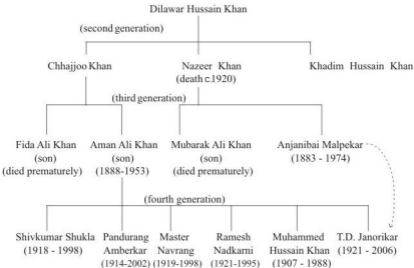 Dilawar Hussain Khan
(second generation)
Chhajjoo Khan Nazeer Khan Khadim Hussain Khan
(death c.1920)
(third generation)
Fida Ali Khan Aman Ali Khan Mubarak Ali Khan Anjanibai Malpekar
(son) (son) (son) (1883 - 1974)
(died prematurely) (1888-1953) (died prematurely)
(fourth generation)
Shivkumar Shukla Pandurang Master Ramesh Muhammed T.D. Janorikar
(1918 - 1998) Amberkar Navrang Nadkarni Hussain Khan (1921 - 2006)
(1914-2002) (1919-1998) (1921-1995) (1907 - 1988)